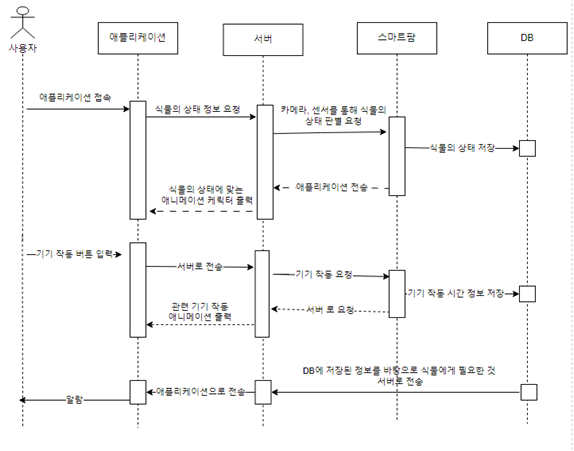 사용자
애플리케이션
서버
스마트팜
DB
애플리케이션 접속
식물의 상태 정보 요청
카메라, 센서를 통해 식물의
상태 판별 요청
식물의 상태 저장
애플리케이션 전송
식물의 상태에 맞는
애니메이션 케릭터 출력
기기 작동 버튼 입력
서버로 전송
기기 작동 요청
기기 작동 시간 정보 저장
서버 로 요청
관련 기기 작동
애니메이션 출력
DB에 저장된 정보를 바탕으로 식물에게 필요한 것
서버로 전송
애플리케이션으로 전송
알람